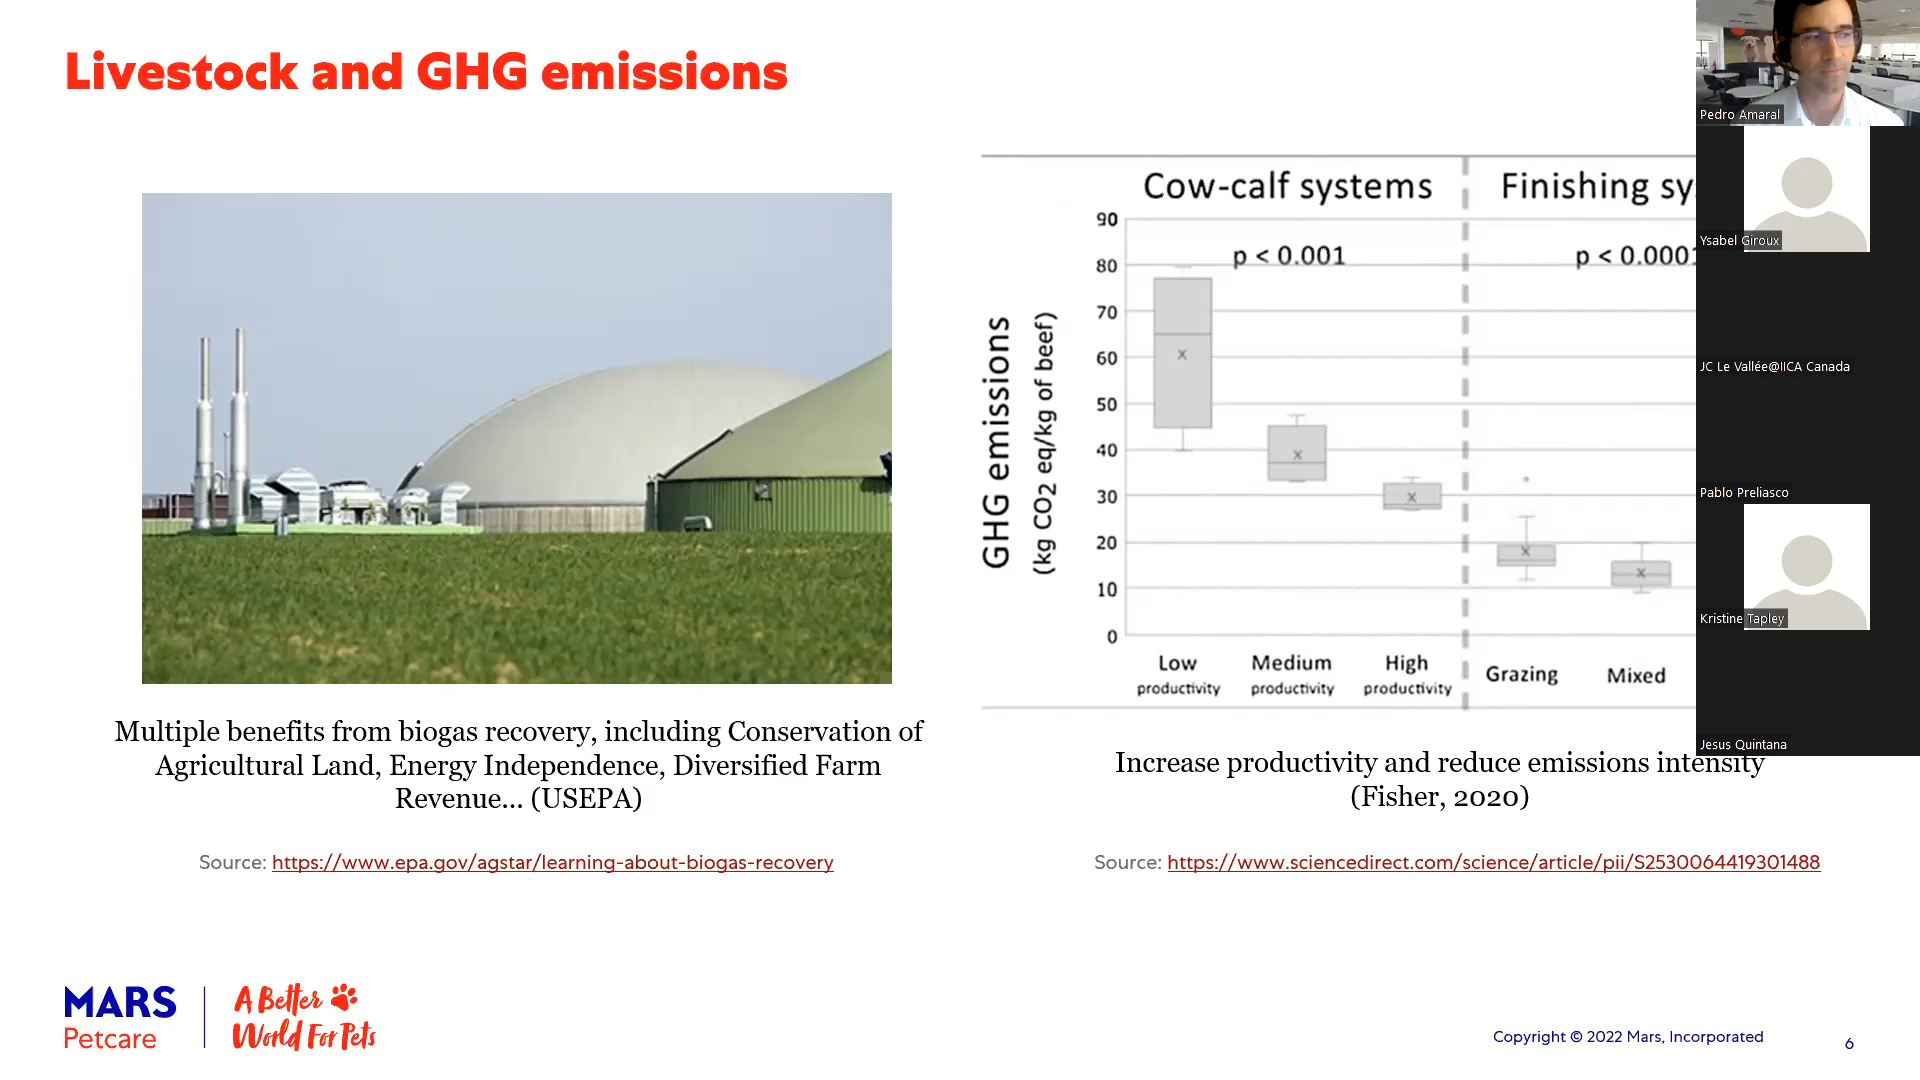 Livestock and GHG emissions
Cow-calf systems
Finishing sy
p < 0.001
p < 0.0001
GHG emissions
(kg CO2 eq/kg of beef)
90
80
70
60
50
40
30
20
10
0
Low
productivity
Medium
productivity
High
productivity
Grazing
Mixed
Multiple benefits from biogas recovery, including Conservation of
Agricultural Land, Energy Independence, Diversified Farm
Revenue... (USEPA)
Source: https://www.epa.gov/agstar/learning-about-biogas-recovery
Increase productivity and reduce emissions intensity
(Fisher, 2020)
Source: https://www.sciencedirect.com/science/article/pii/S2530064419301488
Pedro Amaral
Ysabel Giroux
JC Le Vallée@IICA Canada
Pablo Preliasco
Kristine Tapley
Jesus Quintana
MARS
Petcare
A Better
World For Pets
Copyright © 2022 Mars, Incorporated
6